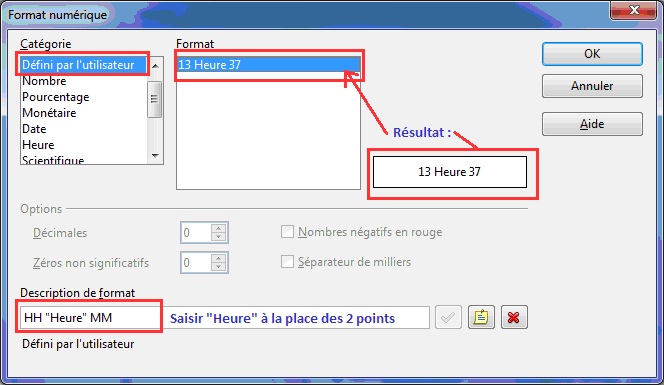 Format numérique
Catégorie
Format
Défini par l'utilisateur
Nombre
Pourcentage
Monétaire
Date
Heure
Scientifique
13 Heure 37
OK
Annuler
Aide
Résultat :
13 Heure 37
Options
Décimales
0
Nombres négatifs en rouge
Zéros non significatifs
0
Séparateur de milliers
Description de format
HH "Heure" MM
Saisir "Heure" à la place des 2 points
Défini par l'utilisateur